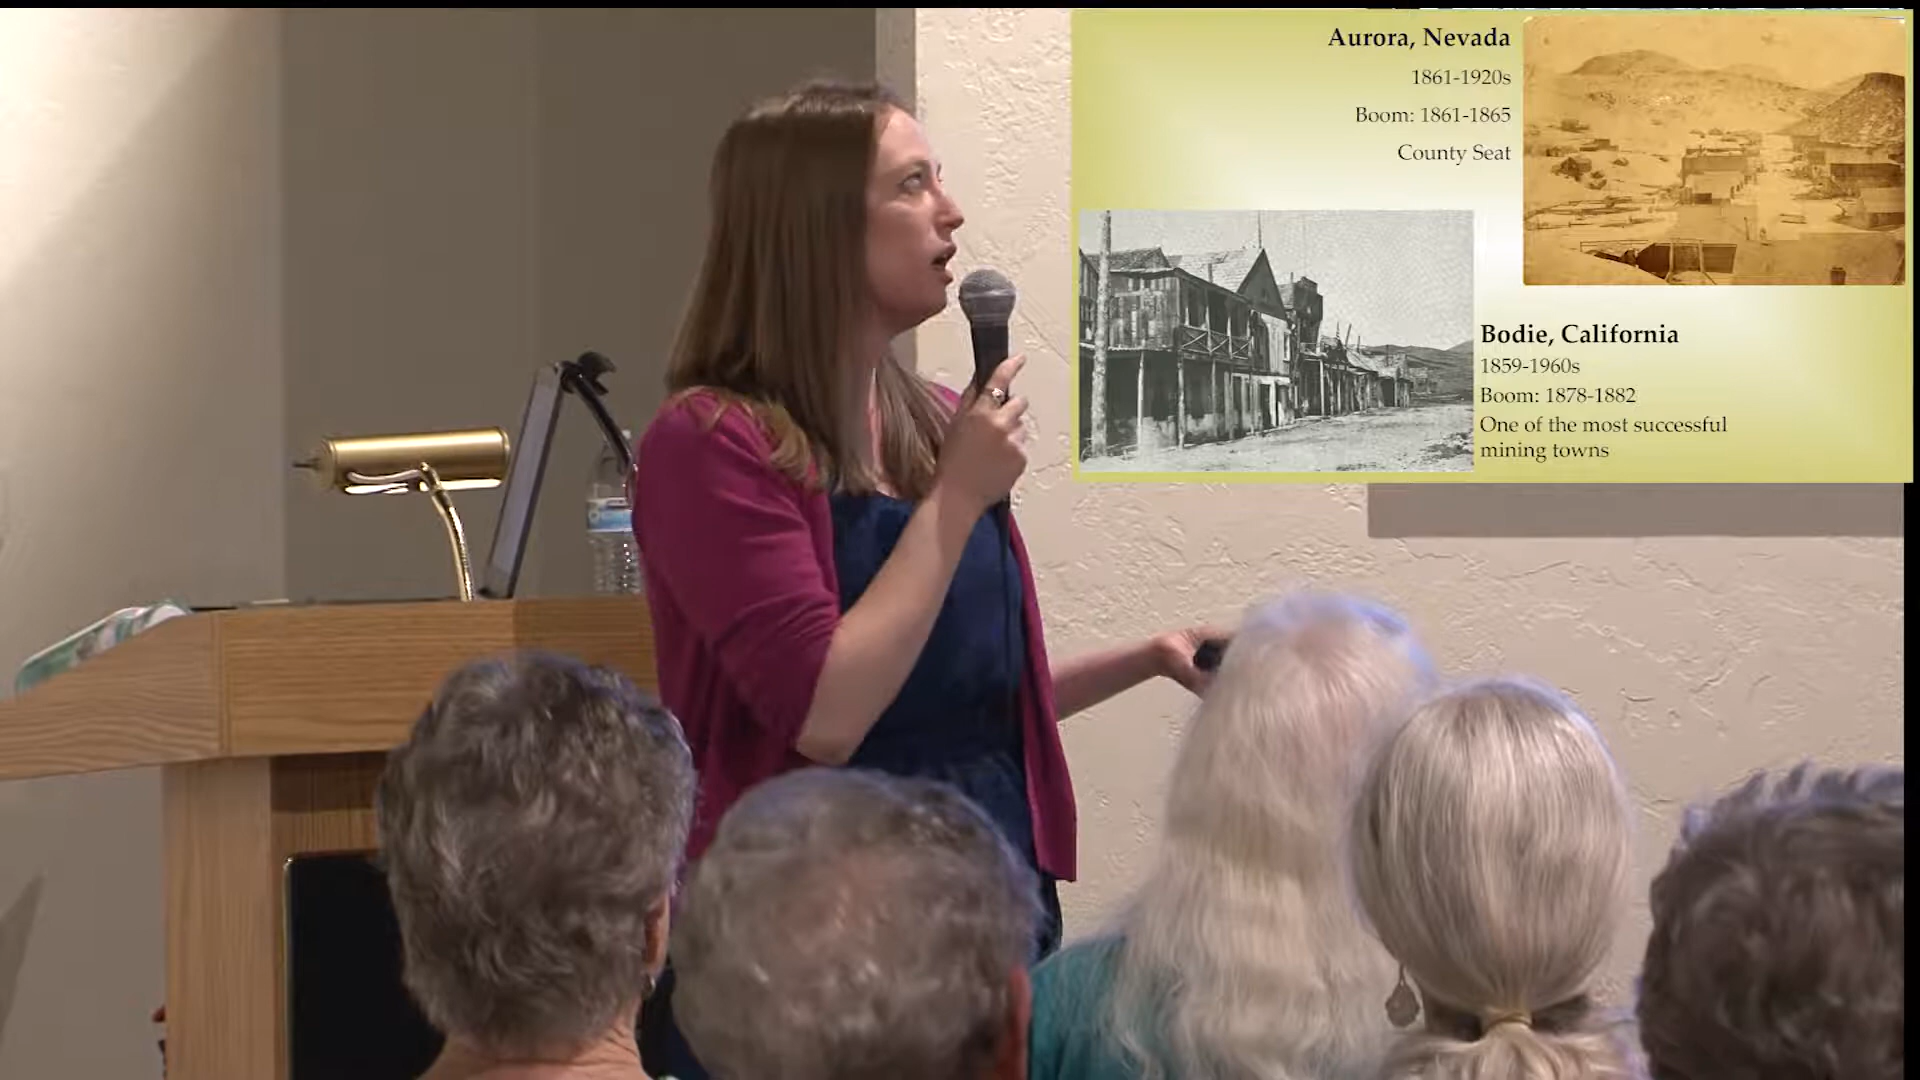 Aurora, Nevada
1861-1920s
Boom: 1861-1865
County Seat
Bodie, California
1859-1960s
Boom: 1878-1882
One of the most successful
mining towns